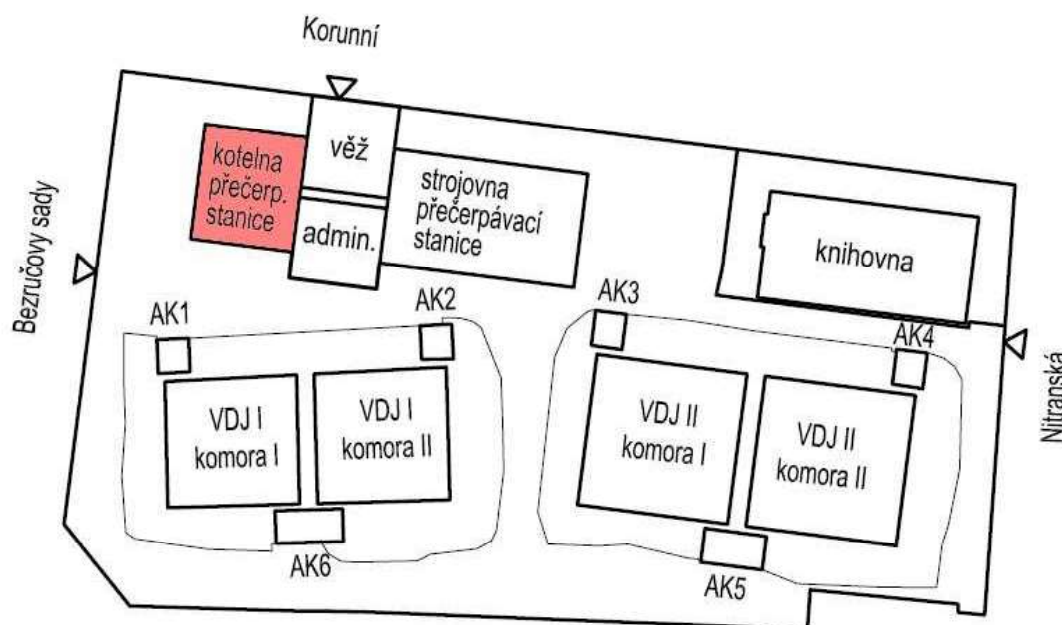 Korunní
Bezručovy sady
kotelna
přečerp.
stanice
věž
admin.
strojovna
přečerpávací
stanice
knihovna
Nitranská
AK1
AK2
AK3
AK4
VDJ I
komora I
VDJ I
komora II
VDJ II
komora I
VDJ II
komora II
AK6
AK5